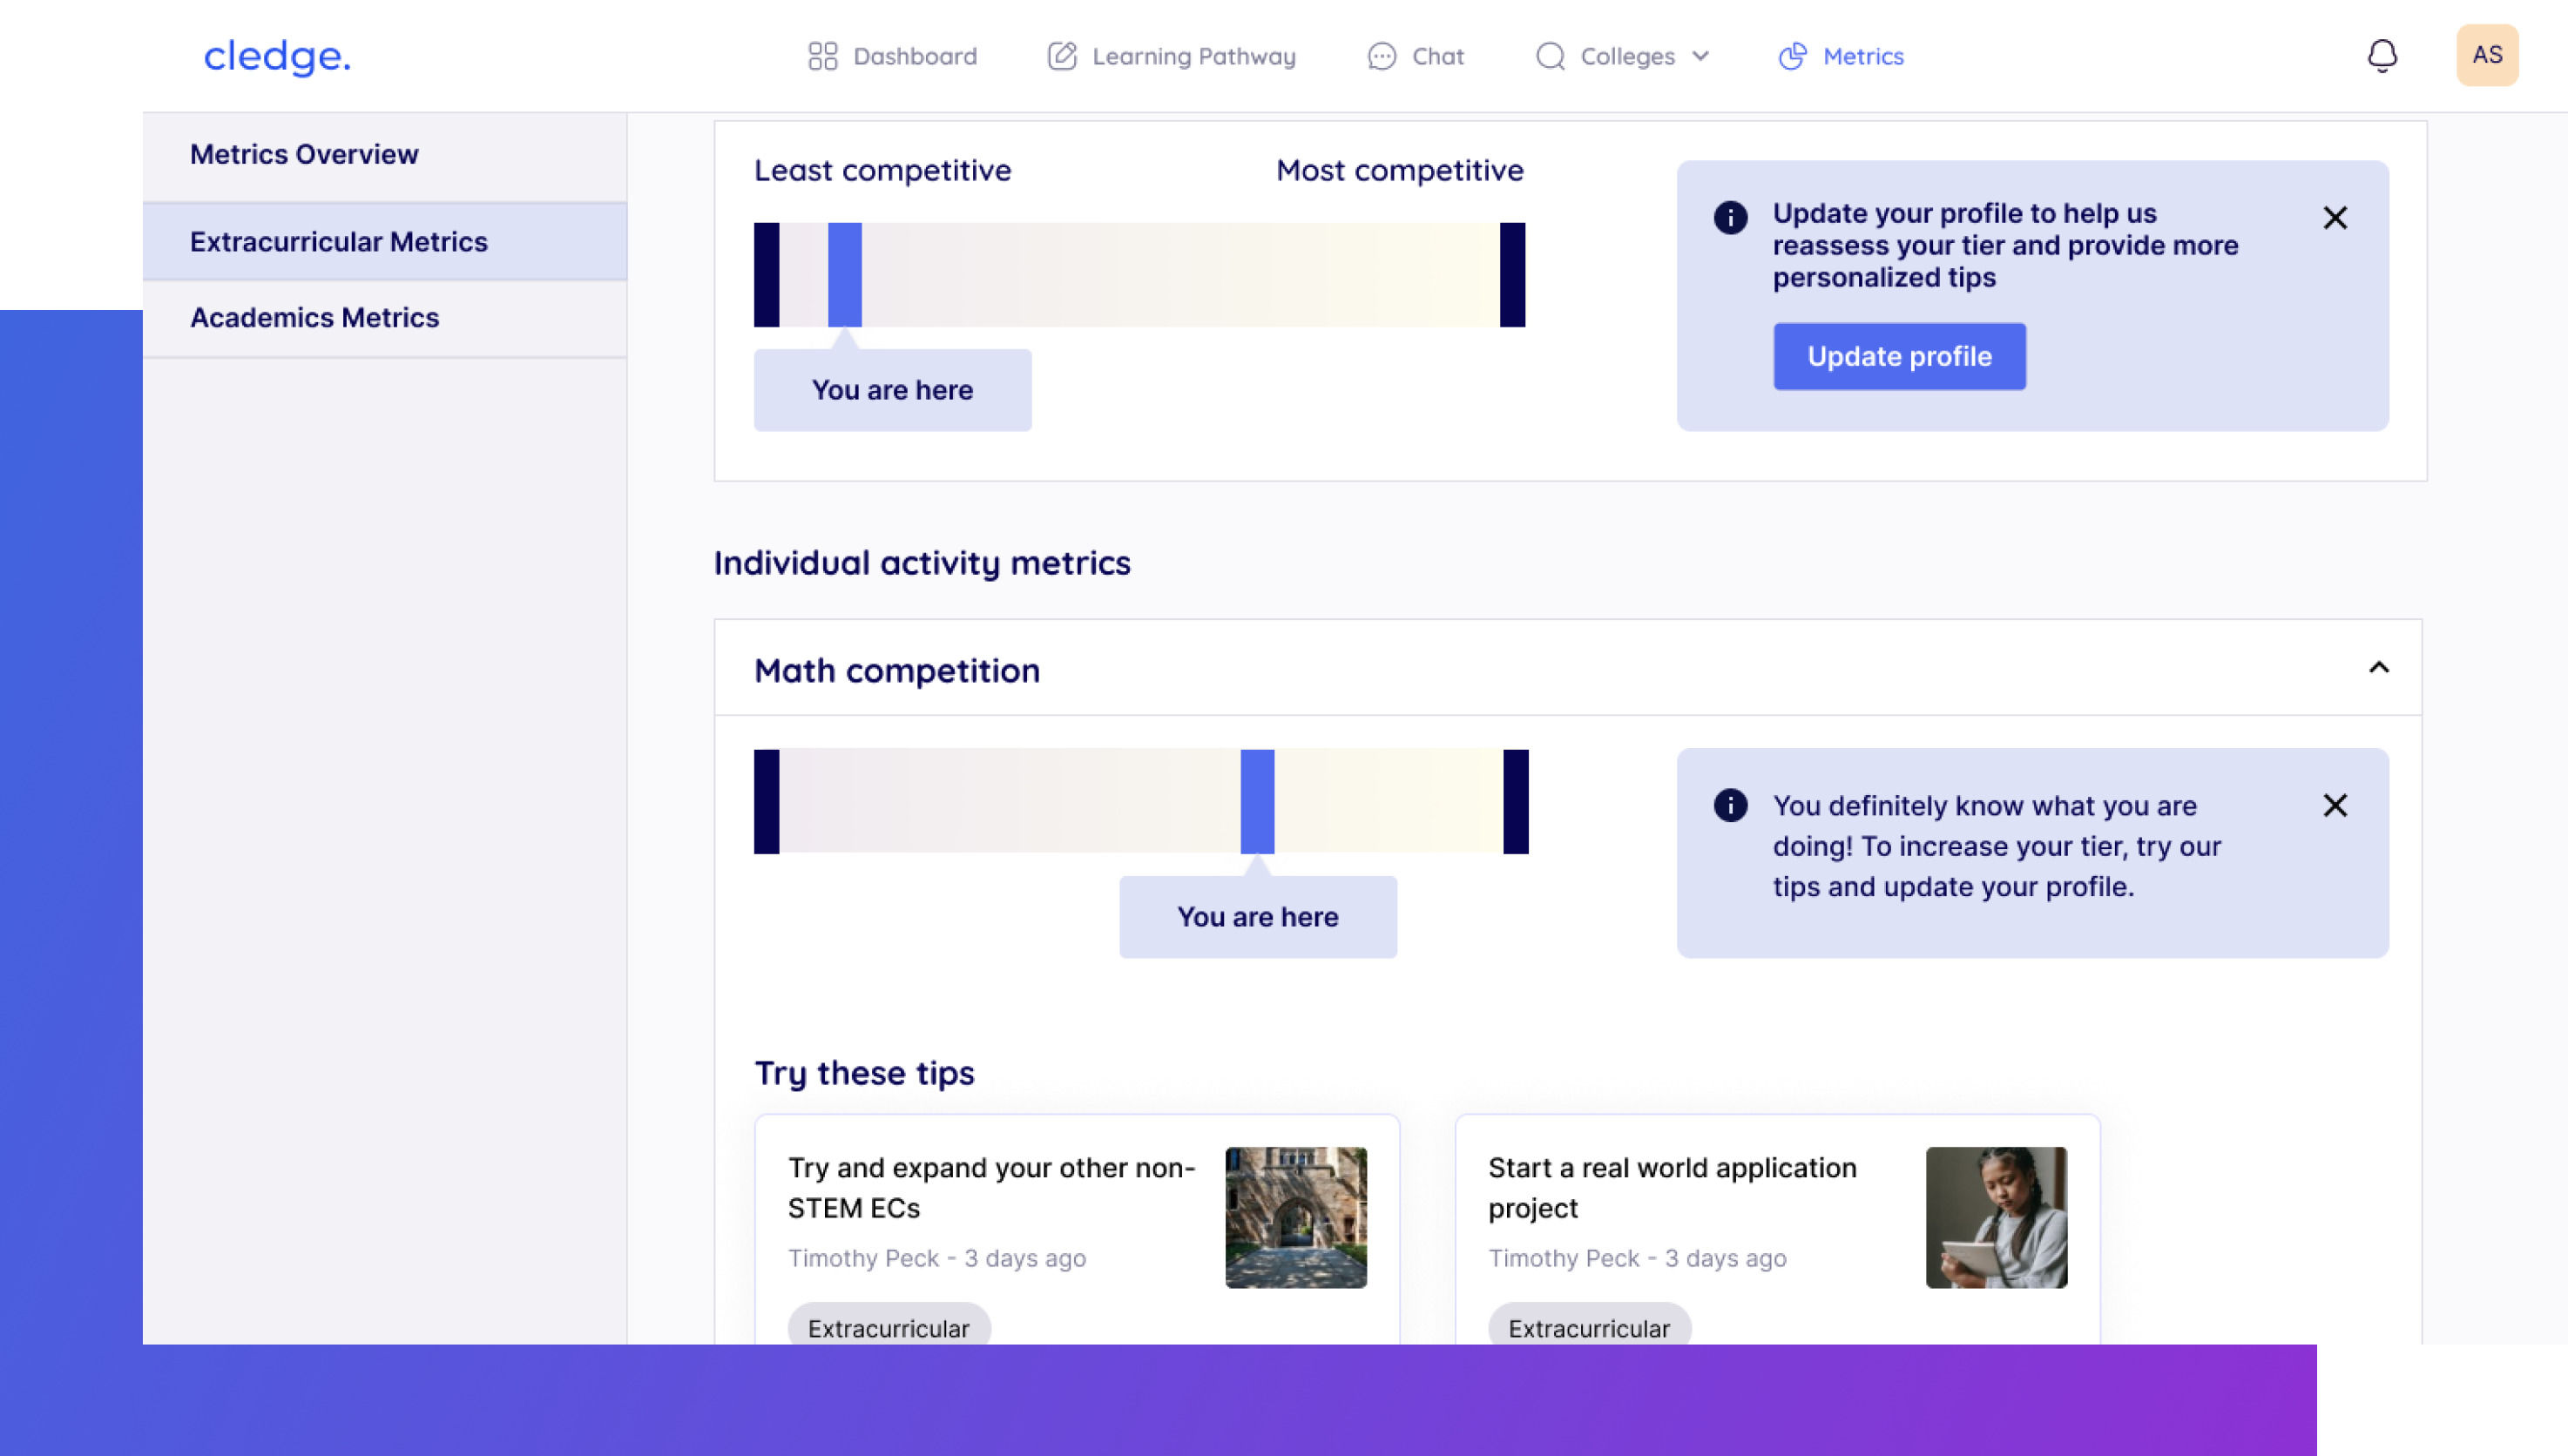 cledge.
Dashboard
Learning Pathway
Chat
Colleges
Metrics
AS
Metrics Overview
Extracurricular Metrics
Academics Metrics
Least competitive
Most competitive
You are here
Update your profile to help us
reassess your tier and provide more
personalized tips
Update profile
Individual activity metrics
Math competition
You are here
You definitely know what you are
doing! To increase your tier, try our
tips and update your profile.
Try these tips
Try and expand your other non-
STEM ECs
Timothy Peck - 3 days ago
Extracurricular
Start a real world application
project
Timothy Peck - 3 days ago
Extracurricular